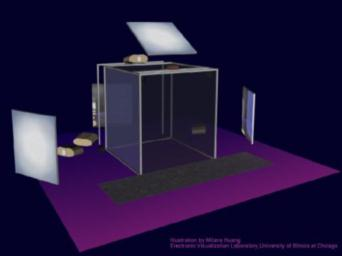 Illustration by Milana Huang
Electronic Visualization Laboratory,University of Illinois at Chicago